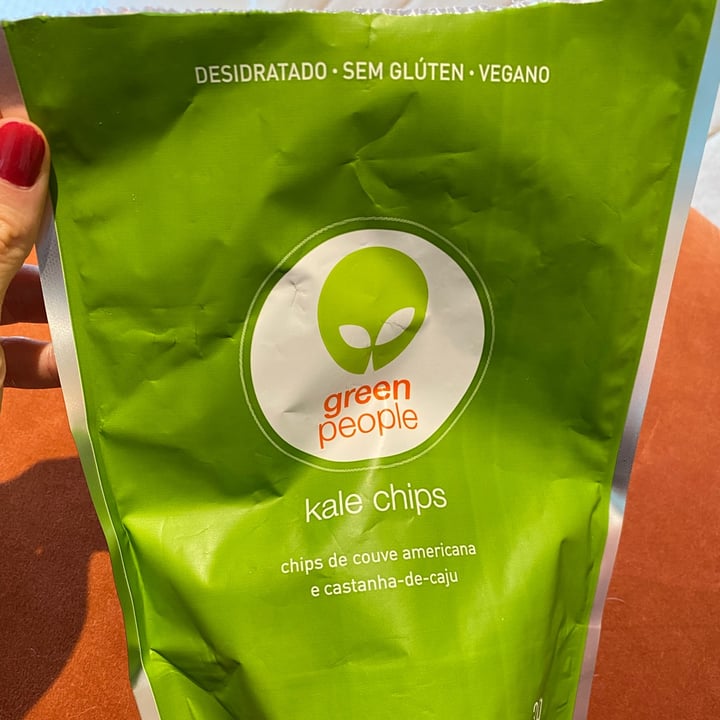 DESIDRATADO · SEM GLÚTEN · VEGANO
green
people
kale chips
chips de couve americana
e castanha-de-caju